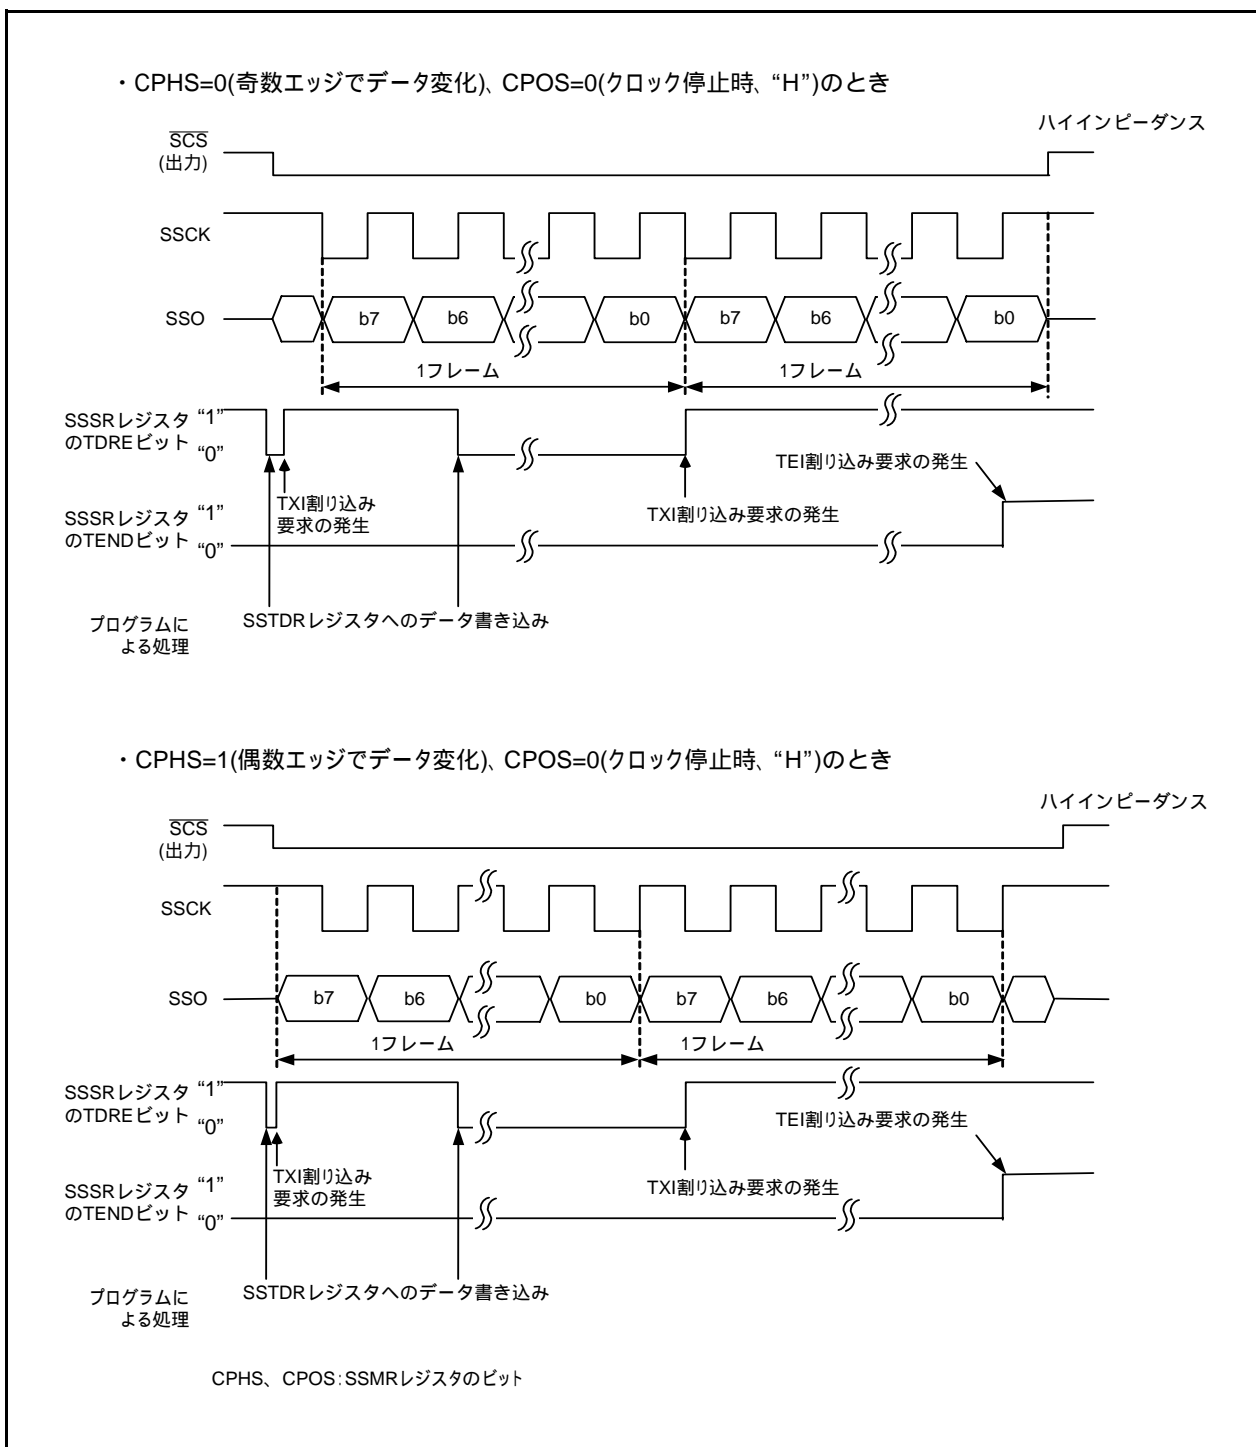 ・CPHS=0(奇数エッジでデータ変化)、CPOS=0(クロック停止時、“H”)のとき
ハイインピーダンス
SCS
(出力)
SSCK
SSO
b7
b6
b0
b7
b6
b0
1フレーム
1フレーム
SSSRレジスタ “1”
のTDREビット “0”
TEI割り込み要求の発生
TXI割り込み
要求の発生
TXI割り込み要求の発生
SSSRレジスタ “1”
のTENDビット “0”
プログラムに
よる処理
SSTDRレジスタへのデータ書き込み
・CPHS=1(偶数エッジでデータ変化)、CPOS=0(クロック停止時、“H”)のとき
ハイインピーダンス
SCS
(出力)
SSCK
SSO
b7
b6
b0
b7
b6
b0
1フレーム
1フレーム
SSSRレジスタ “1”
のTDREビット “0”
TEI割り込み要求の発生
TXI割り込み
要求の発生
TXI割り込み要求の発生
SSSRレジスタ “1”
のTENDビット “0”
プログラムに
よる処理
SSTDRレジスタへのデータ書き込み
CPHS、CPOS:SSMRレジスタのビット